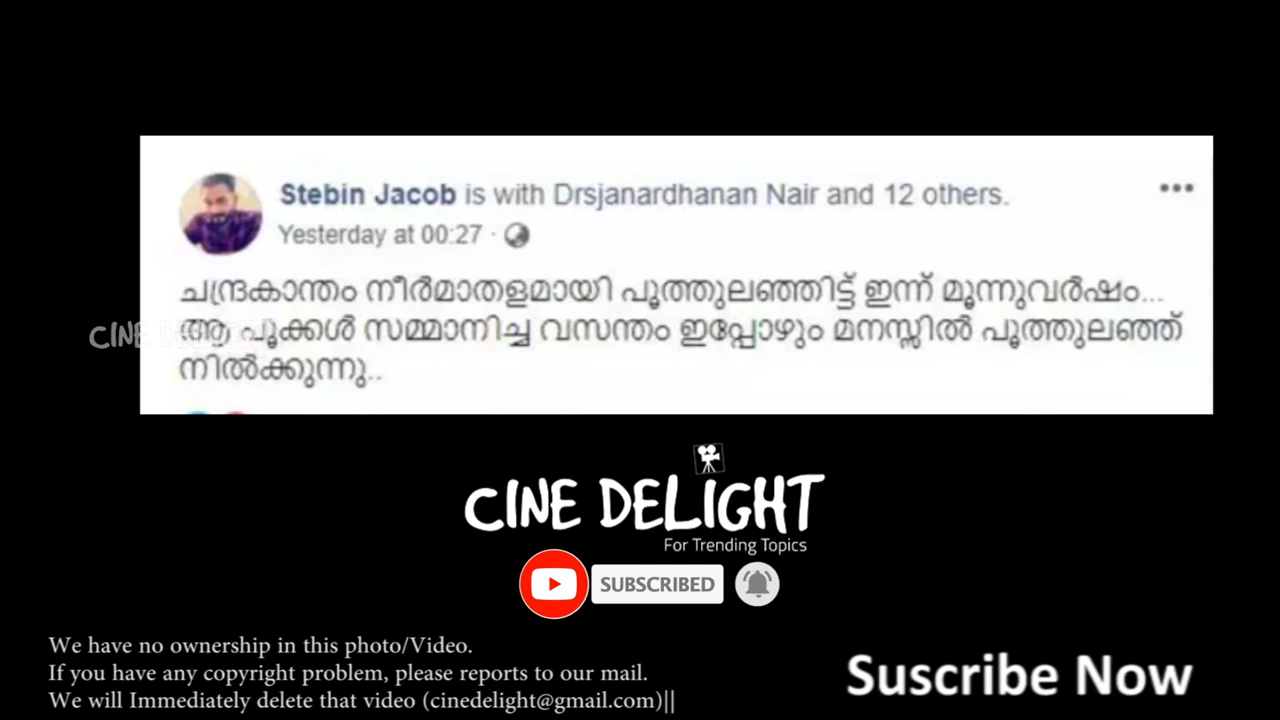 Stebin Jacob is with Drsjanardhanan Nair and 12 others.
Yesterday at 00:27 ·
ചന്ദ്രകാന്തം നീർമാതളമായി പൂത്തുലഞ്ഞിട്ട് ഇന്ന് മൂന്നുവർഷം...
ആ പൂക്കൾ സമ്മാനിച്ച വസന്തം ഇപ്പോഴും മനസ്സിൽ പൂത്തുലഞ്ഞ്
നിൽക്കുന്നു..
CINE DELIGHT
CINE DELIGHT
For Trending Topics
SUBSCRIBED
We have no ownership in this photo/Video.
If you have any copyright problem, please reports to our mail.
We will Immediately delete that video (cinedelight@gmail.com)||
Suscribe Now